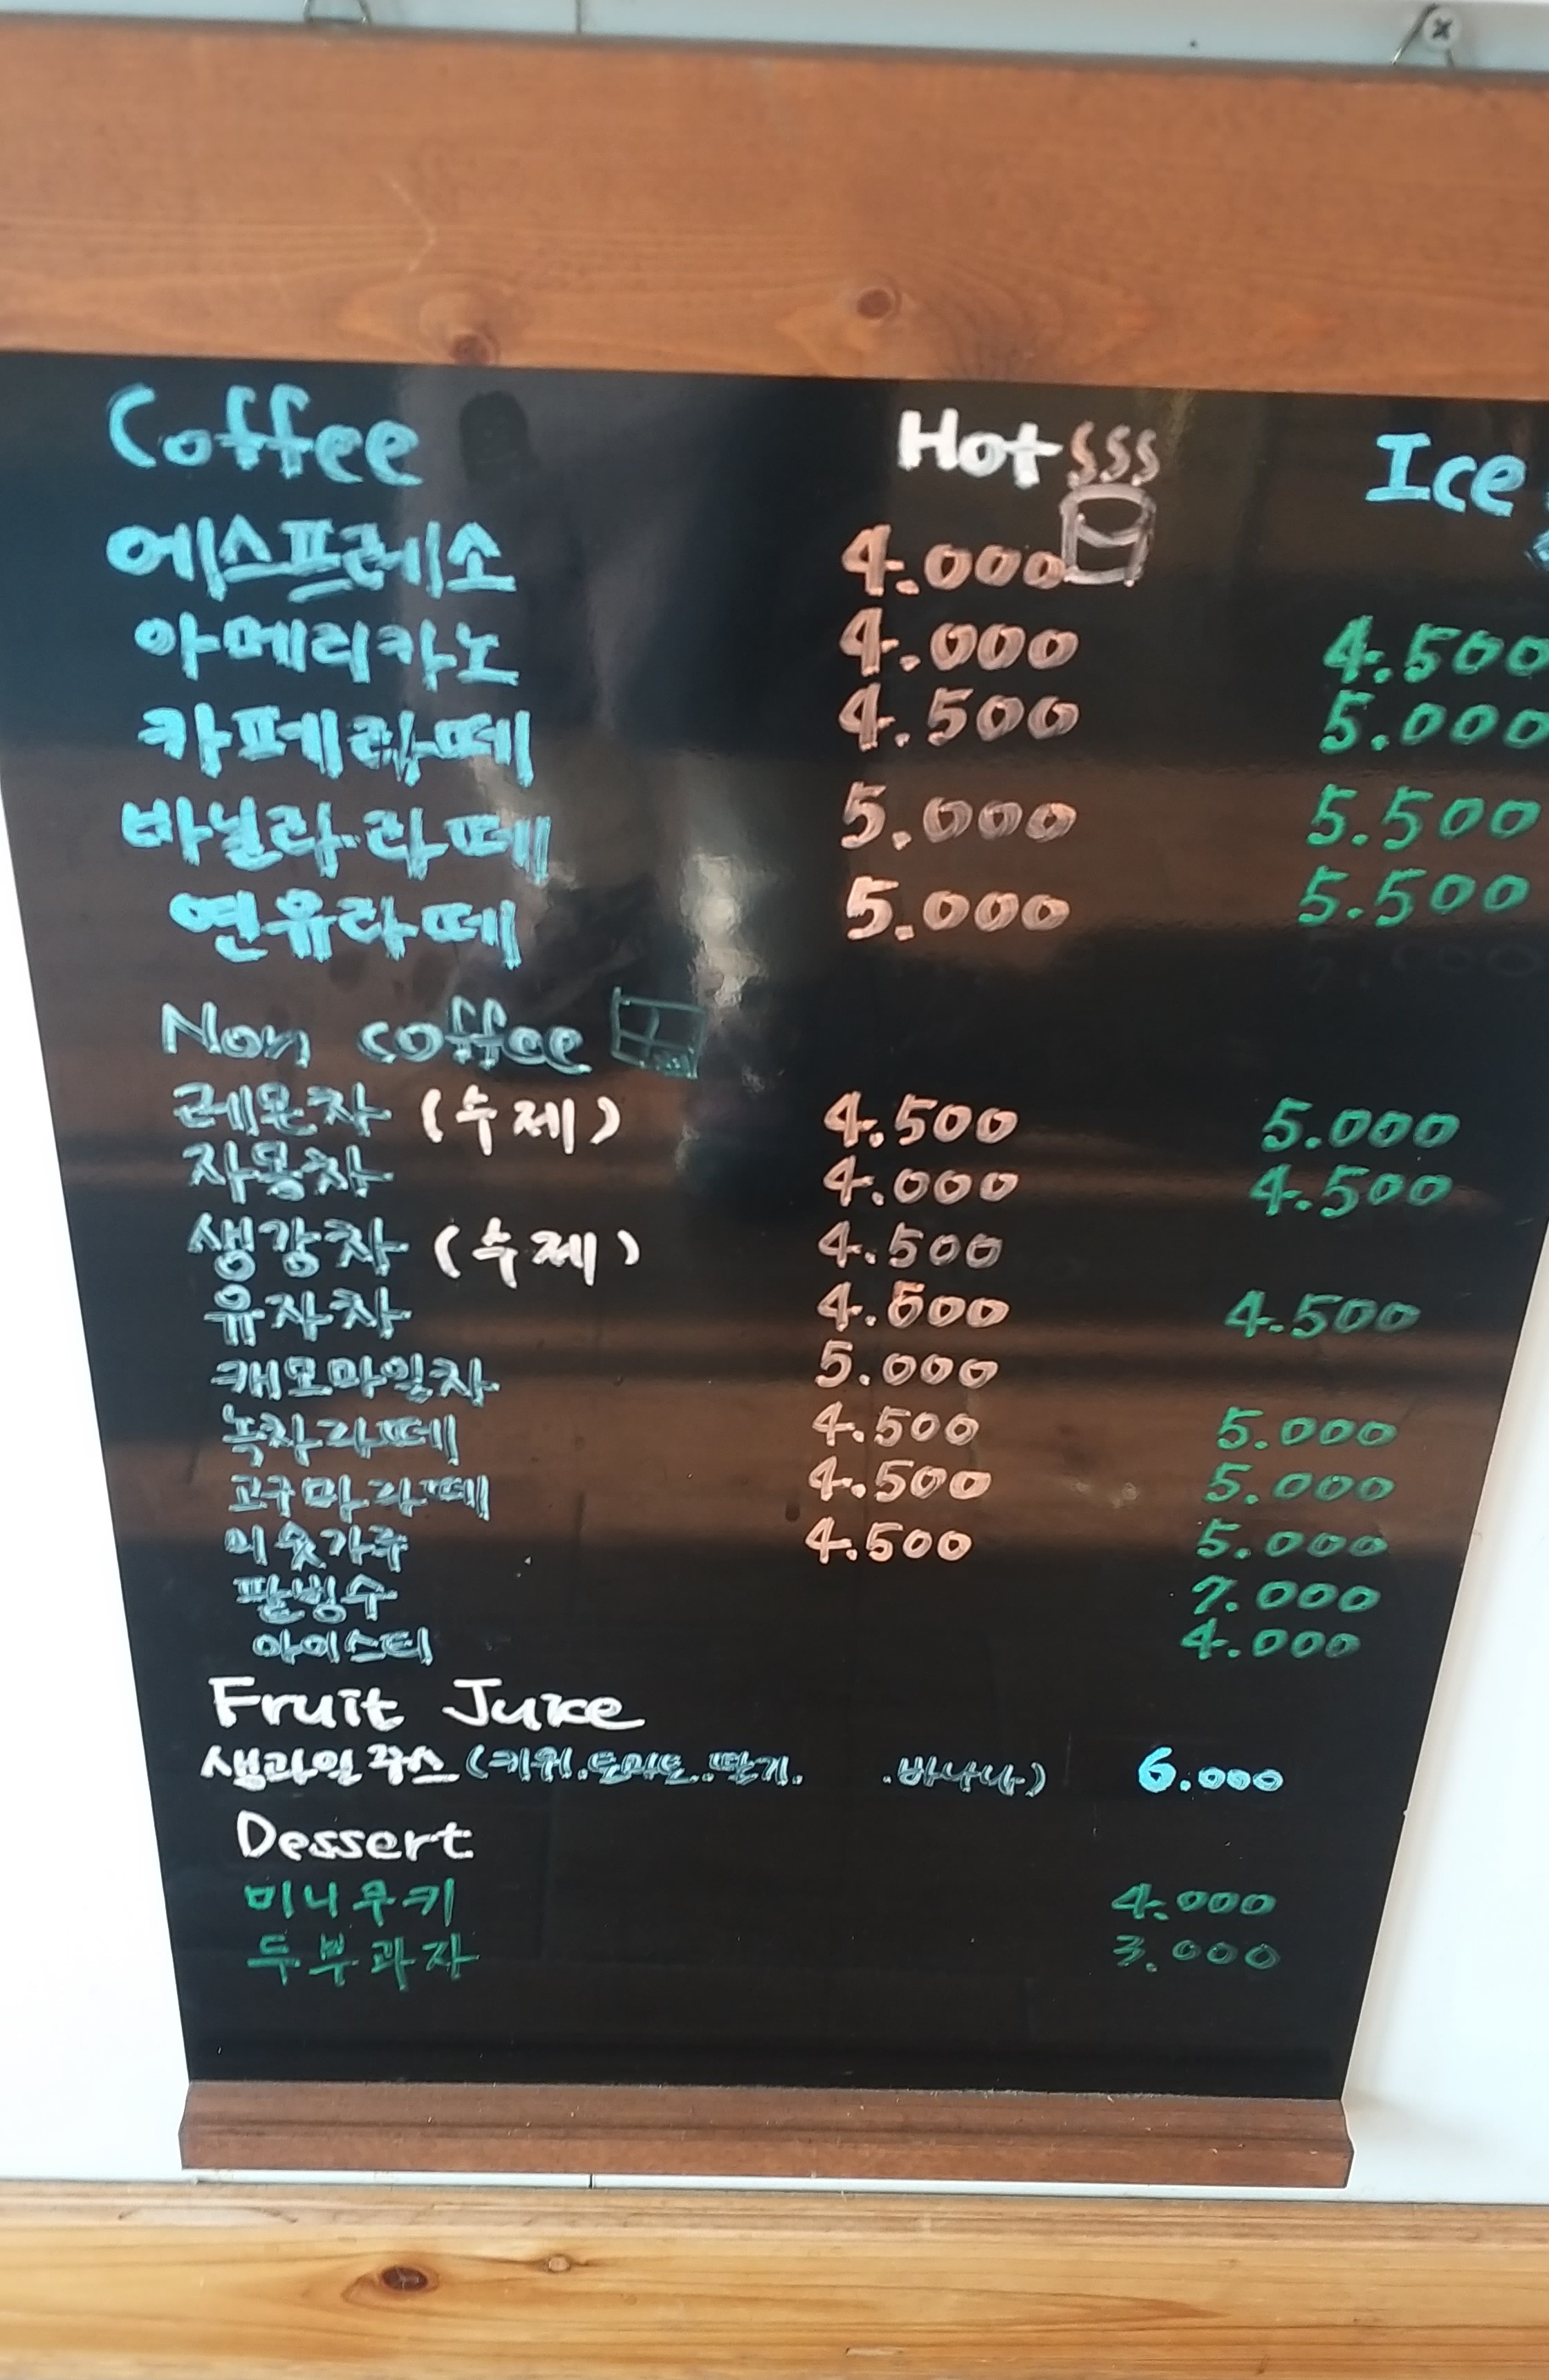 Coffee Hot Ice
에스프레소 4.000
아메리카노 4.000 4.500
카페라떼 4.500 5.000
바닐라라떼 5.000 5.500
연유라떼 5.000 5.500
Non coffee
레몬차 (수제) 4.500 5.000
자몽차 4.000 4.500
생강차 (수제) 4.500
유자차 4.000 4.500
캐모마일차 5.000
녹차라떼 4.500 5.000
고구마라떼 4.500 5.000
미숫가루 4.500 5.000
팥빙수 7.000
아이스티 4.000
Fruit Juice
생과일쥬스 (키위.토마토.딸기. .바나나) 6.000
Dessert
미니쿠키 4.000
두부과자 3.000